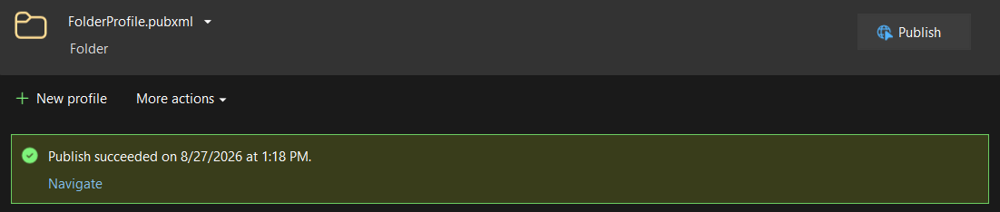 FolderProfile.pubxml
Folder
Publish
New profile
More actions
Publish succeeded on 8/27/2026 at 1:18 PM.
Navigate